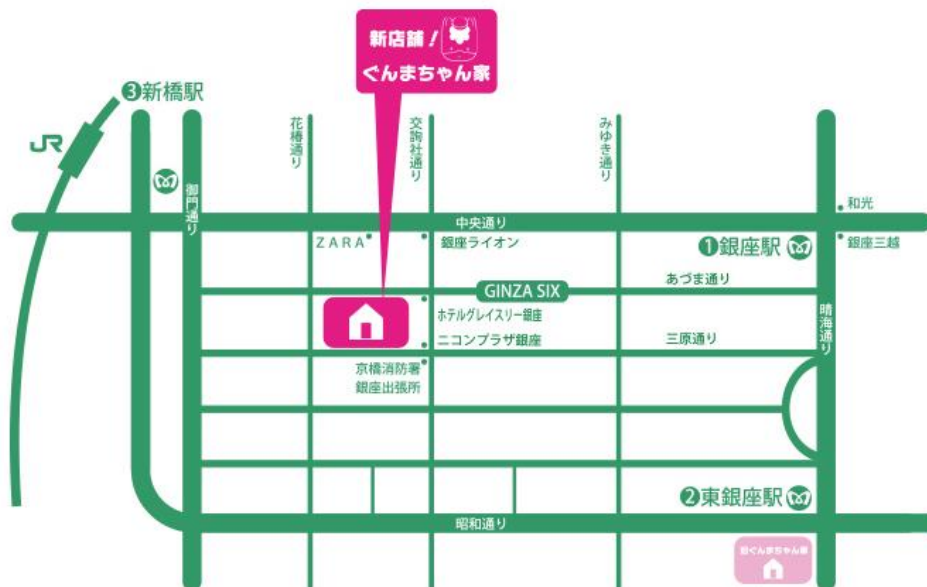 新店舗！
ぐんまちゃん家
❸新橋駅
JR
花椿通り
交詢社通り
みゆき通り
御門通り
和光
中央通り
ZARA
銀座ライオン
❶銀座駅
銀座三越
あづま通り
GINZA SIX
ホテルグレイスリー銀座
晴海通り
ニコンプラザ銀座
三原通り
京橋消防署
銀座出張所
❷東銀座駅
昭和通り
旧ぐんまちゃん家